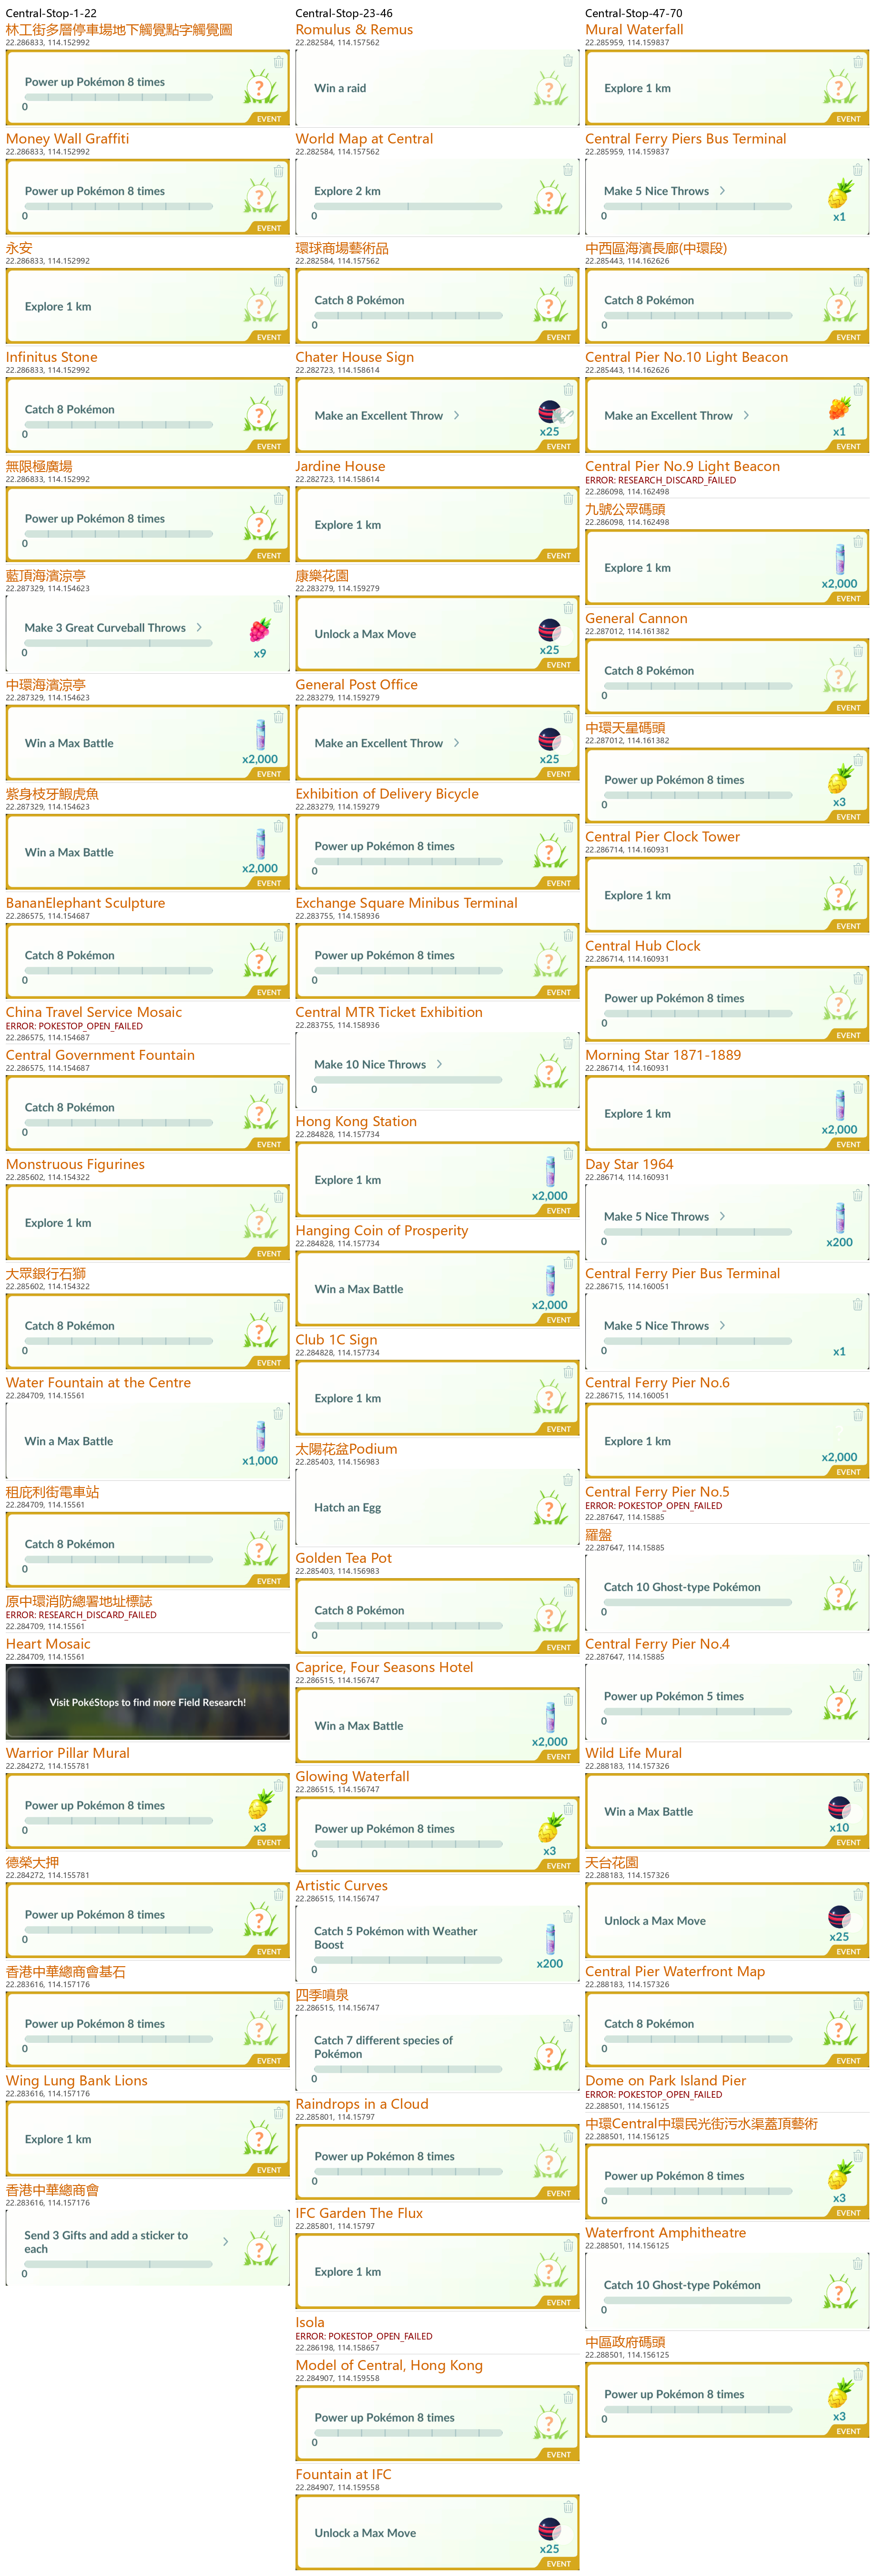 Central-Stop-1-22
林工街多層停車場地下觸覺點字觸覺圖
22.286833, 114.152992
Power up Pokémon 8 times
0
EVENT
Money Wall Graffiti
22.286833, 114.152992
Power up Pokémon 8 times
0
EVENT
永安
22.286833, 114.152992
Explore 1 km
EVENT
Infinitus Stone
22.286833, 114.152992
Catch 8 Pokémon
0
EVENT
無限極廣場
22.286833, 114.152992
Power up Pokémon 8 times
0
EVENT
藍頂海濱涼亭
22.287329, 114.154623
Make 3 Great Curveball Throws
0
x9
中環海濱涼亭
22.287329, 114.154623
Win a Max Battle
x2,000
EVENT
紫身枝牙鰕虎魚
22.287329, 114.154623
Win a Max Battle
x2,000
EVENT
BananElephant Sculpture
22.286575, 114.154687
Catch 8 Pokémon
0
EVENT
China Travel Service Mosaic
ERROR: POKESTOP_OPEN_FAILED
22.286575, 114.154687
Central Government Fountain
22.286575, 114.154687
Catch 8 Pokémon
0
EVENT
Monstruous Figurines
22.285602, 114.154322
Explore 1 km
EVENT
大眾銀行石獅
22.285602, 114.154322
Catch 8 Pokémon
0
EVENT
Water Fountain at the Centre
22.284709, 114.15561
Win a Max Battle
x1,000
租庇利街電車站
22.284709, 114.15561
Catch 8 Pokémon
0
EVENT
原中環消防總署地址標誌
ERROR: RESEARCH_DISCARD_FAILED
22.284709, 114.15561
Heart Mosaic
22.284709, 114.15561
Visit PokéStops to find more Field Research!
Warrior Pillar Mural
22.284272, 114.155781
Power up Pokémon 8 times
0
x3
EVENT
德榮大押
22.284272, 114.155781
Power up Pokémon 8 times
0
EVENT
香港中華總商會基石
22.283616, 114.157176
Power up Pokémon 8 times
0
EVENT
Wing Lung Bank Lions
22.283616, 114.157176
Explore 1 km
EVENT
香港中華總商會
22.283616, 114.157176
Send 3 Gifts and add a sticker to
each
0
Central-Stop-23-46
Romulus & Remus
22.282584, 114.157562
Win a raid
World Map at Central
22.282584, 114.157562
Explore 2 km
0
環球商場藝術品
22.282584, 114.157562
Catch 8 Pokémon
0
EVENT
Chater House Sign
22.282723, 114.158614
Make an Excellent Throw
x25
EVENT
Jardine House
22.282723, 114.158614
Explore 1 km
EVENT
康樂花園
22.283279, 114.159279
Unlock a Max Move
x25
EVENT
General Post Office
22.283279, 114.159279
Make an Excellent Throw
x25
EVENT
Exhibition of Delivery Bicycle
22.283279, 114.159279
Power up Pokémon 8 times
0
EVENT
Exchange Square Minibus Terminal
22.283755, 114.158936
Power up Pokémon 8 times
0
EVENT
Central MTR Ticket Exhibition
22.283755, 114.158936
Make 10 Nice Throws
0
Hong Kong Station
22.284828, 114.157734
Explore 1 km
x2,000
EVENT
Hanging Coin of Prosperity
22.284828, 114.157734
Win a Max Battle
x2,000
EVENT
Club 1C Sign
22.284828, 114.157734
Explore 1 km
EVENT
太陽花盆Podium
22.285403, 114.156983
Hatch an Egg
Golden Tea Pot
22.285403, 114.156983
Catch 8 Pokémon
0
EVENT
Caprice, Four Seasons Hotel
22.286515, 114.156747
Win a Max Battle
x2,000
EVENT
Glowing Waterfall
22.286515, 114.156747
Power up Pokémon 8 times
0
x3
EVENT
Artistic Curves
22.286515, 114.156747
Catch 5 Pokémon with Weather
Boost
0
x200
四季噴泉
22.286515, 114.156747
Catch 7 different species of
Pokémon
0
Raindrops in a Cloud
22.285801, 114.15797
Power up Pokémon 8 times
0
EVENT
IFC Garden The Flux
22.285801, 114.15797
Explore 1 km
EVENT
Isola
ERROR: POKESTOP_OPEN_FAILED
22.286198, 114.158657
Model of Central, Hong Kong
22.284907, 114.159558
Power up Pokémon 8 times
0
EVENT
Fountain at IFC
22.284907, 114.159558
Unlock a Max Move
x25
EVENT
Central-Stop-47-70
Mural Waterfall
22.285959, 114.159837
Explore 1 km
EVENT
Central Ferry Piers Bus Terminal
22.285959, 114.159837
Make 5 Nice Throws
0
x1
中西區海濱長廊(中環段)
22.285443, 114.162626
Catch 8 Pokémon
0
EVENT
Central Pier No.10 Light Beacon
22.285443, 114.162626
Make an Excellent Throw
x1
EVENT
Central Pier No.9 Light Beacon
ERROR: RESEARCH_DISCARD_FAILED
22.286098, 114.162498
九號公眾碼頭
22.286098, 114.162498
Explore 1 km
x2,000
EVENT
General Cannon
22.287012, 114.161382
Catch 8 Pokémon
0
EVENT
中環天星碼頭
22.287012, 114.161382
Power up Pokémon 8 times
0
x3
EVENT
Central Pier Clock Tower
22.286714, 114.160931
Explore 1 km
EVENT
Central Hub Clock
22.286714, 114.160931
Power up Pokémon 8 times
0
EVENT
Morning Star 1871-1889
22.286714, 114.160931
Explore 1 km
x2,000
EVENT
Day Star 1964
22.286714, 114.160931
Make 5 Nice Throws
0
x200
Central Ferry Pier Bus Terminal
22.286715, 114.160051
Make 5 Nice Throws
0
x1
Central Ferry Pier No.6
22.286715, 114.160051
Explore 1 km
x2,000
EVENT
Central Ferry Pier No.5
ERROR: POKESTOP_OPEN_FAILED
22.287647, 114.15885
羅盤
22.287647, 114.15885
Catch 10 Ghost-type Pokémon
0
Central Ferry Pier No.4
22.287647, 114.15885
Power up Pokémon 5 times
0
Wild Life Mural
22.288183, 114.157326
Win a Max Battle
x10
EVENT
天台花園
22.288183, 114.157326
Unlock a Max Move
x25
EVENT
Central Pier Waterfront Map
22.288183, 114.157326
Catch 8 Pokémon
0
EVENT
Dome on Park Island Pier
ERROR: POKESTOP_OPEN_FAILED
22.288501, 114.156125
中環Central中環民光街污水渠蓋頂藝術
22.288501, 114.156125
Power up Pokémon 8 times
0
x3
EVENT
Waterfront Amphitheatre
22.288501, 114.156125
Catch 10 Ghost-type Pokémon
0
中區政府碼頭
22.288501, 114.156125
Power up Pokémon 8 times
0
x3
EVENT